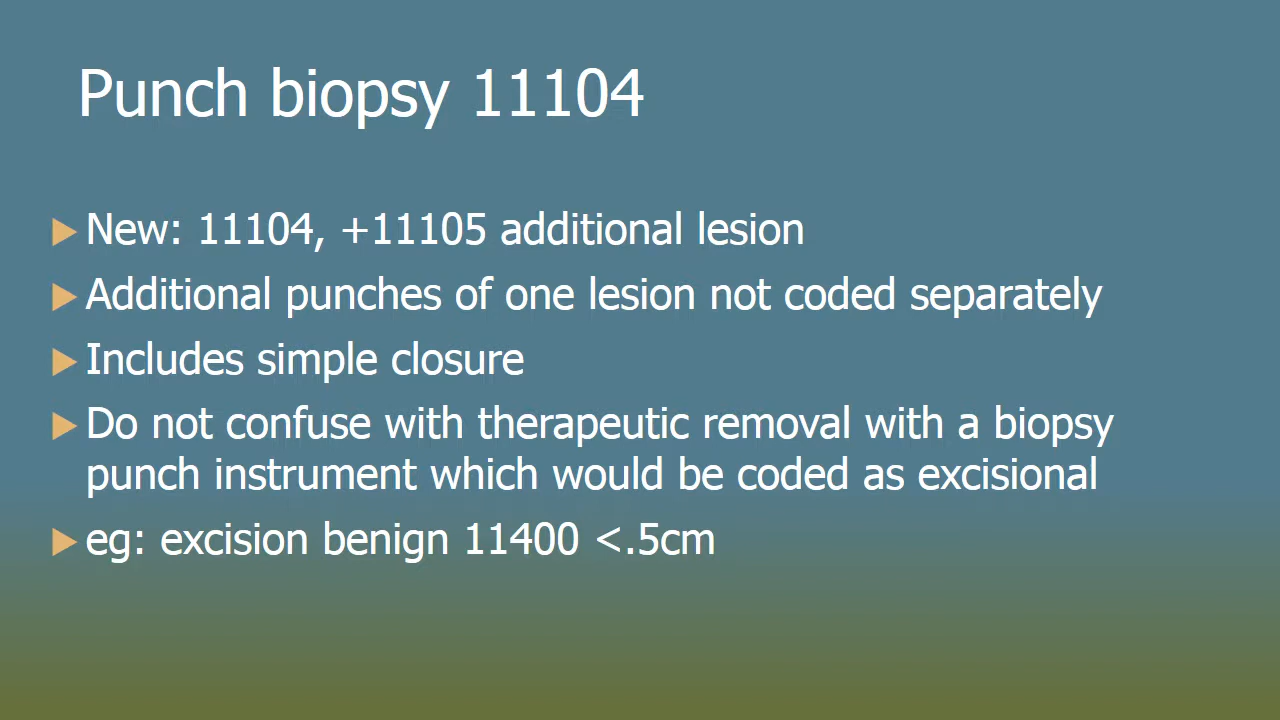 Punch biopsy 11104
New: 11104, +11105 additional lesion
Additional punches of one lesion not coded separately
Includes simple closure
Do not confuse with therapeutic removal with a biopsy
punch instrument which would be coded as excisional
eg: excision benign 11400 <.5cm